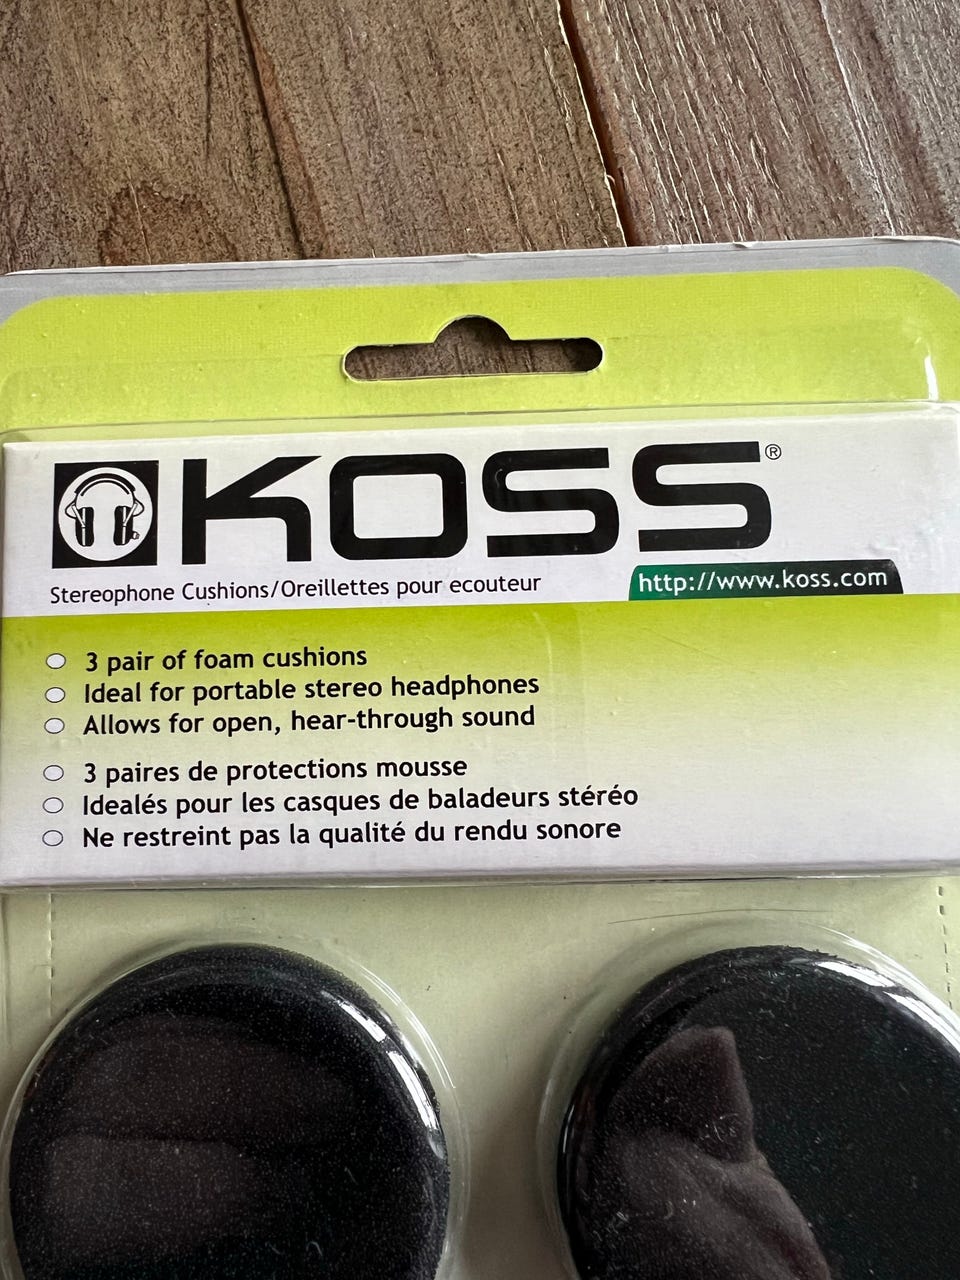 KOSS®
Stereophone Cushions/Oreillettes pour ecouteur
http://www.koss.com
3 pair of foam cushions
Ideal for portable stereo headphones
Allows for open, hear-through sound
3 paires de protections mousse
Idealés pour les casques de baladeurs stéréo
Ne restreint pas la qualité du rendu sonore